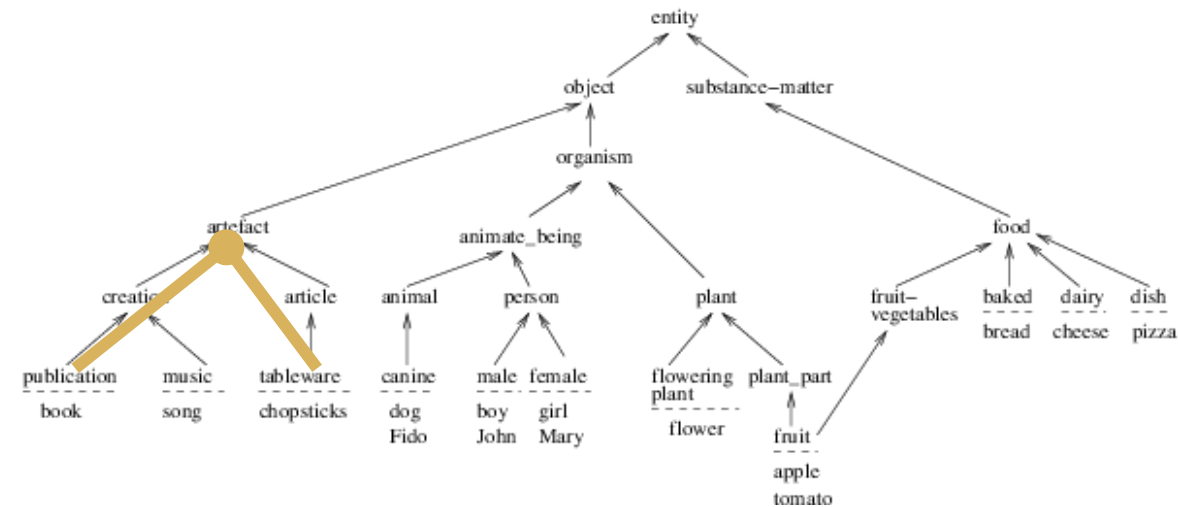 entity
object
substance−matter
organism
artefact
animate_being
food
creation
article
animal
person
plant
fruit−
vegetables
baked
dairy
dish
bread
cheese
pizza
publication
music
tableware
canine
male
female
flowering
plant
plant_part
book
song
chopsticks
dog
boy
girl
flower
Fido
John
Mary
fruit
apple
tomato